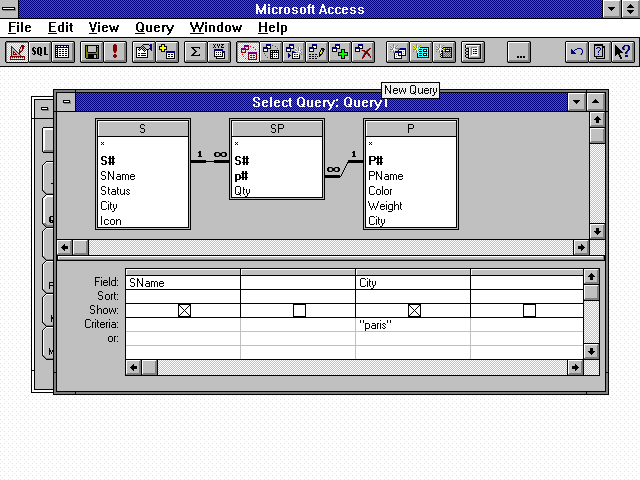 Microsoft Access
File Edit View Query Window Help
SQL Σ XYZ ...
New Query
Select Query: Query1
S SP P
* * *
S# S# P#
SName p# PName
Status Qty Color
City Weight
Icon City
1 ∞ ∞ 1
Field: SName City
Sort:
Show:
Criteria: "paris"
or: